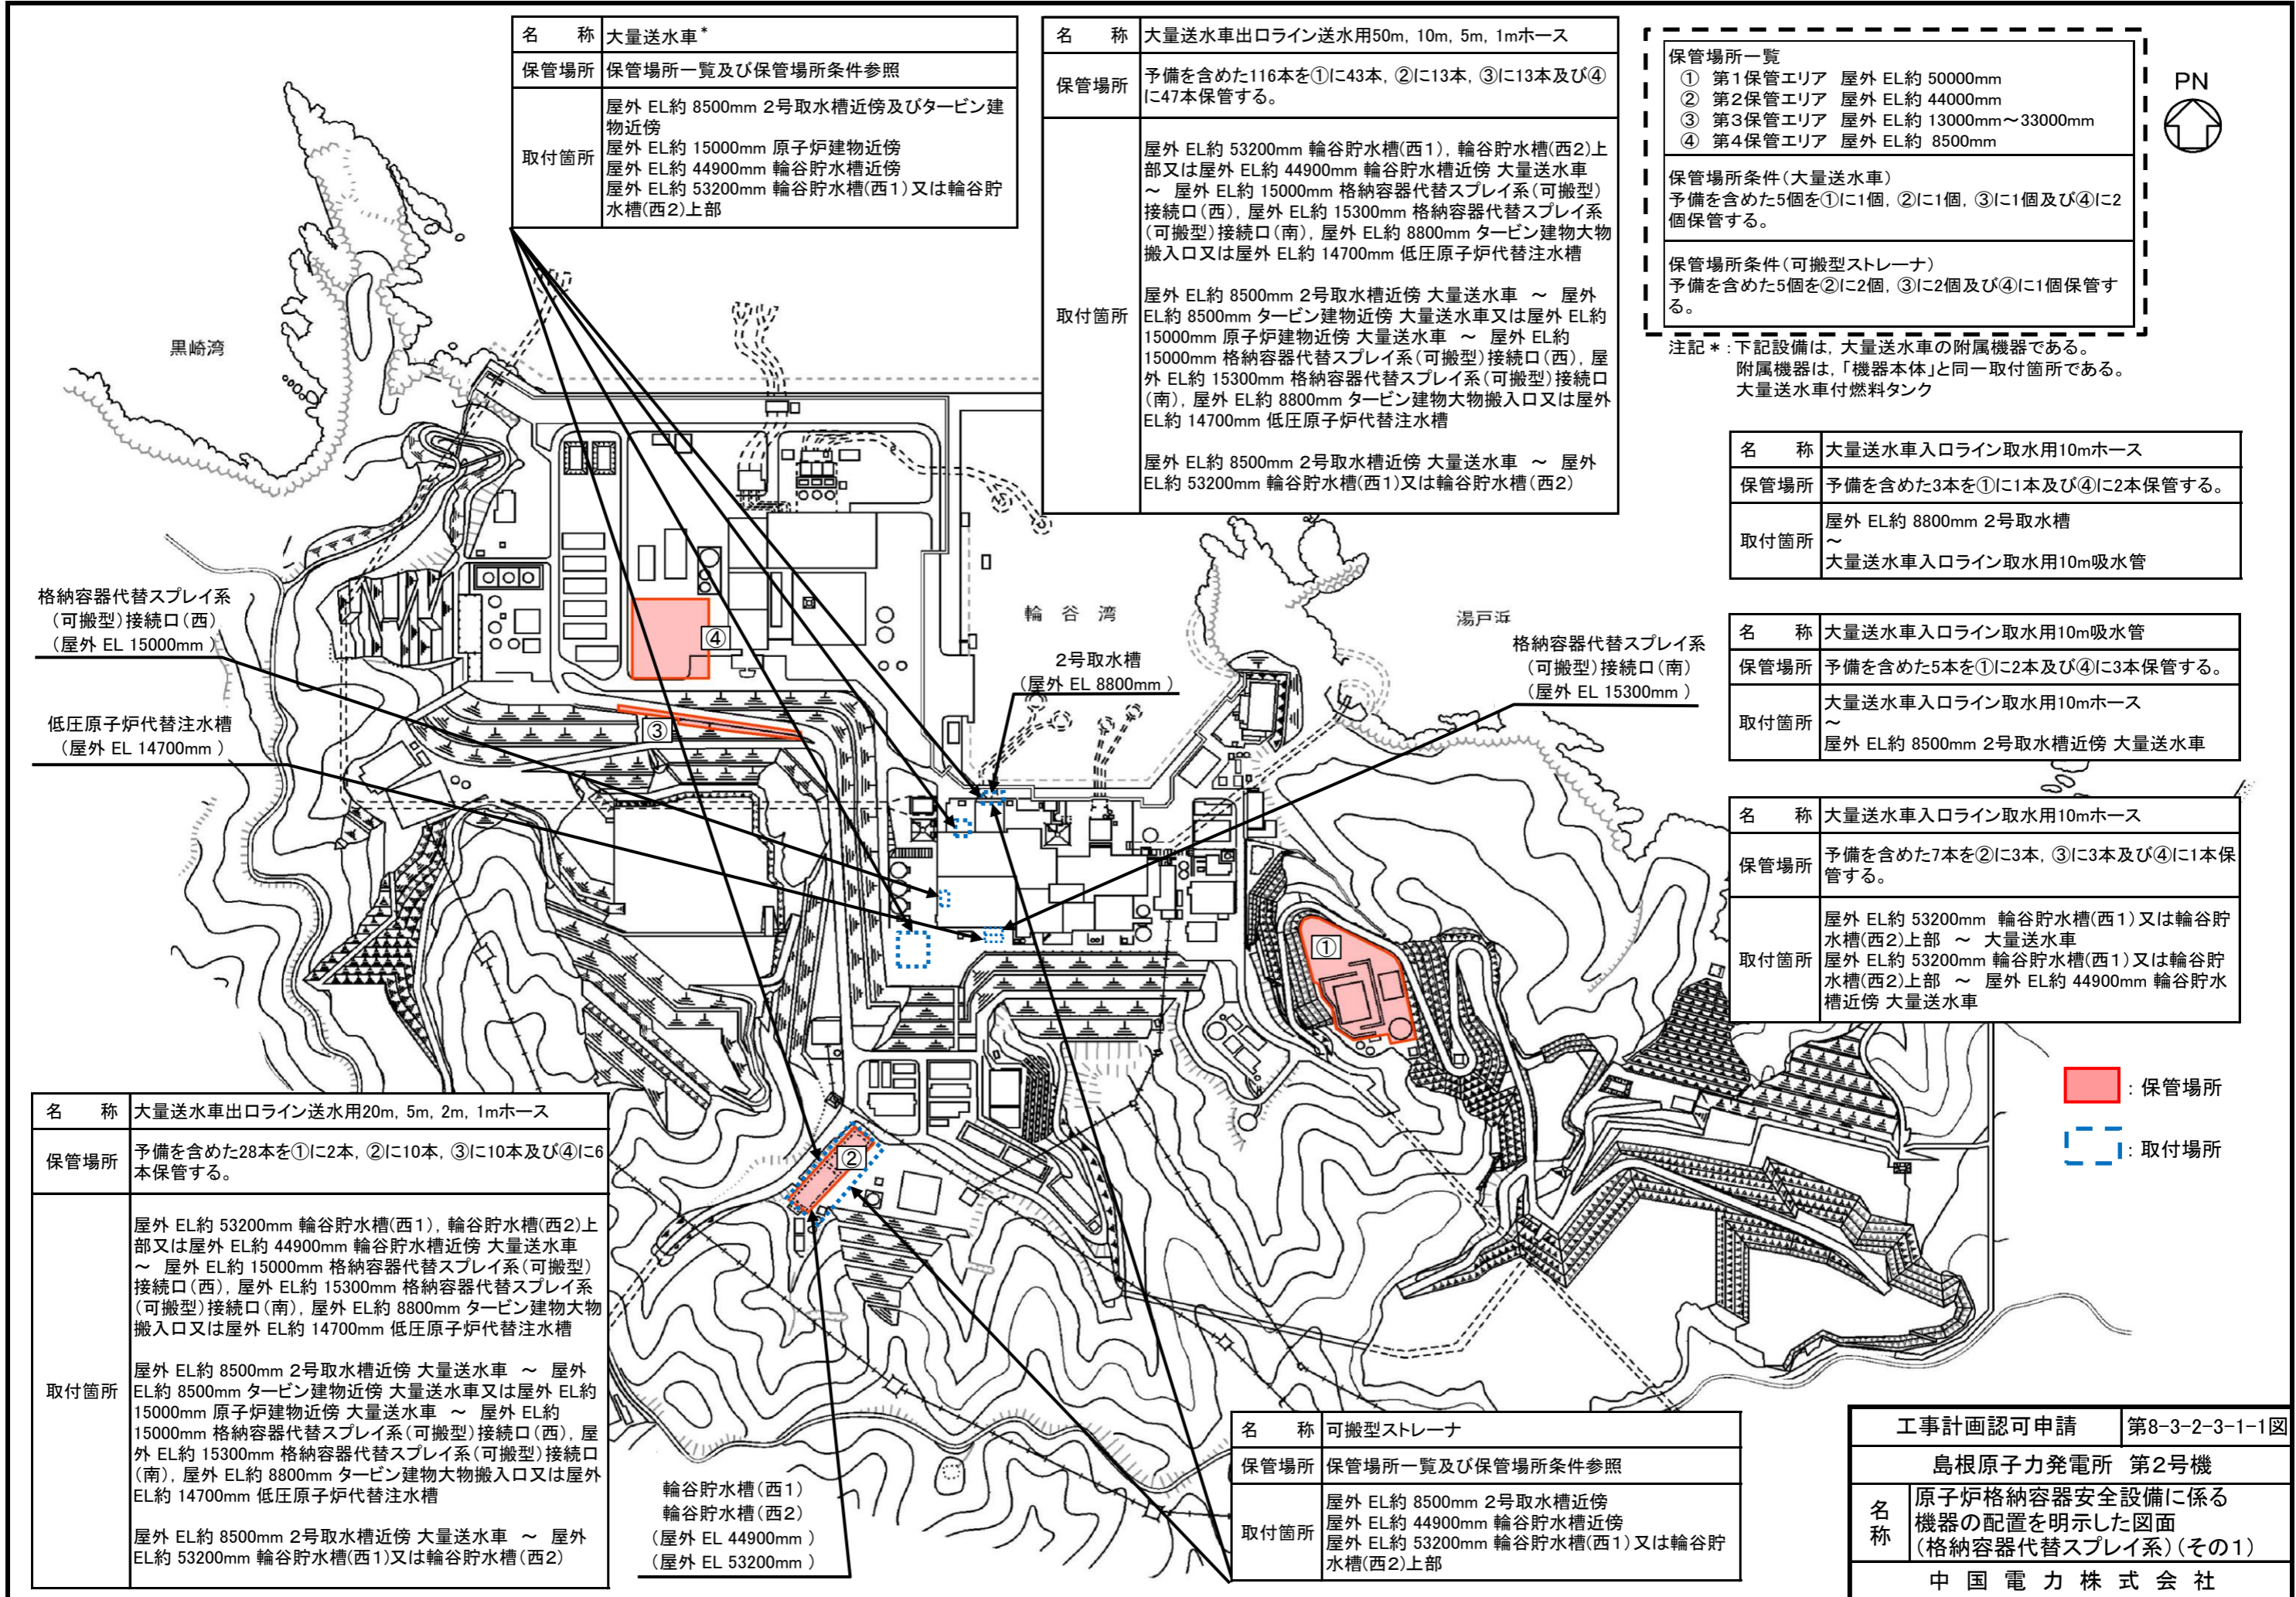 名　称 大量送水車*
保管場所 保管場所一覧及び保管場所条件参照
取付箇所
屋外 EL約 8500mm 2号取水槽近傍及びタービン建
物近傍
屋外 EL約 15000mm 原子炉建物近傍
屋外 EL約 44900mm 輪谷貯水槽近傍
屋外 EL約 53200mm 輪谷貯水槽(西1)又は輪谷貯
水槽(西2)上部
名　称 大量送水車出口ライン送水用50m, 10m, 5m, 1mホース
保管場所
予備を含めた116本を①に43本, ②に13本, ③に13本及び④
に47本保管する。
取付箇所
屋外 EL約 53200mm 輪谷貯水槽(西1), 輪谷貯水槽(西2)上
部又は屋外 EL約 44900mm 輪谷貯水槽近傍 大量送水車
～ 屋外 EL約 15000mm 格納容器代替スプレイ系(可搬型)
接続口(西), 屋外 EL約 15300mm 格納容器代替スプレイ系
(可搬型)接続口(南), 屋外 EL約 8800mm タービン建物大物
搬入口又は屋外 EL約 14700mm 低圧原子炉代替注水槽
屋外 EL約 8500mm 2号取水槽近傍 大量送水車 ～ 屋外
EL約 8500mm タービン建物近傍 大量送水車又は屋外 EL約
15000mm 原子炉建物近傍 大量送水車 ～ 屋外 EL約
15000mm 格納容器代替スプレイ系(可搬型)接続口(西), 屋
外 EL約 15300mm 格納容器代替スプレイ系(可搬型)接続口
(南), 屋外 EL約 8800mm タービン建物大物搬入口又は屋外
EL約 14700mm 低圧原子炉代替注水槽
屋外 EL約 8500mm 2号取水槽近傍 大量送水車 ～ 屋外
EL約 53200mm 輪谷貯水槽(西1)又は輪谷貯水槽(西2)
保管場所一覧
① 第1保管エリア 屋外 EL約 50000mm
② 第2保管エリア 屋外 EL約 44000mm
③ 第3保管エリア 屋外 EL約 13000mm～33000mm
④ 第4保管エリア 屋外 EL約 8500mm
保管場所条件(大量送水車)
予備を含めた5個を①に1個, ②に1個, ③に1個及び④に2
個保管する。
保管場所条件(可搬型ストレーナ)
予備を含めた5個を②に2個, ③に2個及び④に1個保管す
る。
PN
注記*:下記設備は, 大量送水車の附属機器である。
附属機器は,「機器本体」と同一取付箇所である。
大量送水車付燃料タンク
名　称 大量送水車入口ライン取水用10mホース
保管場所 予備を含めた3本を①に1本及び④に2本保管する。
取付箇所
屋外 EL約 8800mm 2号取水槽
～
大量送水車入口ライン取水用10m吸水管
名　称 大量送水車入口ライン取水用10m吸水管
保管場所 予備を含めた5本を①に2本及び④に3本保管する。
取付箇所
大量送水車入口ライン取水用10mホース
～
屋外 EL約 8500mm 2号取水槽近傍 大量送水車
名　称 大量送水車入口ライン取水用10mホース
保管場所
予備を含めた7本を②に3本, ③に3本及び④に1本保
管する。
取付箇所
屋外 EL約 53200mm 輪谷貯水槽(西1)又は輪谷貯
水槽(西2)上部 ～ 大量送水車
屋外 EL約 53200mm 輪谷貯水槽(西1)又は輪谷貯
水槽(西2)上部 ～ 屋外 EL約 44900mm 輪谷貯水
槽近傍 大量送水車
黒崎湾
輪谷湾
湯戸浜
格納容器代替スプレイ系
(可搬型)接続口(西)
(屋外 EL 15000mm )
低圧原子炉代替注水槽
(屋外 EL 14700mm )
2号取水槽
(屋外 EL 8800mm )
格納容器代替スプレイ系
(可搬型)接続口(南)
(屋外 EL 15300mm )
④
③
①
②
: 保管場所
: 取付場所
名　称 大量送水車出口ライン送水用20m, 5m, 2m, 1mホース
保管場所
予備を含めた28本を①に2本, ②に10本, ③に10本及び④に6
本保管する。
取付箇所
屋外 EL約 53200mm 輪谷貯水槽(西1), 輪谷貯水槽(西2)上
部又は屋外 EL約 44900mm 輪谷貯水槽近傍 大量送水車
～ 屋外 EL約 15000mm 格納容器代替スプレイ系(可搬型)
接続口(西), 屋外 EL約 15300mm 格納容器代替スプレイ系
(可搬型)接続口(南), 屋外 EL約 8800mm タービン建物大物
搬入口又は屋外 EL約 14700mm 低圧原子炉代替注水槽
屋外 EL約 8500mm 2号取水槽近傍 大量送水車 ～ 屋外
EL約 8500mm タービン建物近傍 大量送水車又は屋外 EL約
15000mm 原子炉建物近傍 大量送水車 ～ 屋外 EL約
15000mm 格納容器代替スプレイ系(可搬型)接続口(西), 屋
外 EL約 15300mm 格納容器代替スプレイ系(可搬型)接続口
(南), 屋外 EL約 8800mm タービン建物大物搬入口又は屋外
EL約 14700mm 低圧原子炉代替注水槽
屋外 EL約 8500mm 2号取水槽近傍 大量送水車 ～ 屋外
EL約 53200mm 輪谷貯水槽(西1)又は輪谷貯水槽(西2)
輪谷貯水槽(西1)
輪谷貯水槽(西2)
(屋外 EL 44900mm )
(屋外 EL 53200mm )
名　称 可搬型ストレーナ
保管場所 保管場所一覧及び保管場所条件参照
取付箇所
屋外 EL約 8500mm 2号取水槽近傍
屋外 EL約 44900mm 輪谷貯水槽近傍
屋外 EL約 53200mm 輪谷貯水槽(西1)又は輪谷貯
水槽(西2)上部
工事計画認可申請 第8-3-2-3-1-1図
島根原子力発電所 第2号機
名称
原子炉格納容器安全設備に係る
機器の配置を明示した図面
(格納容器代替スプレイ系)(その1)
中国電力株式会社